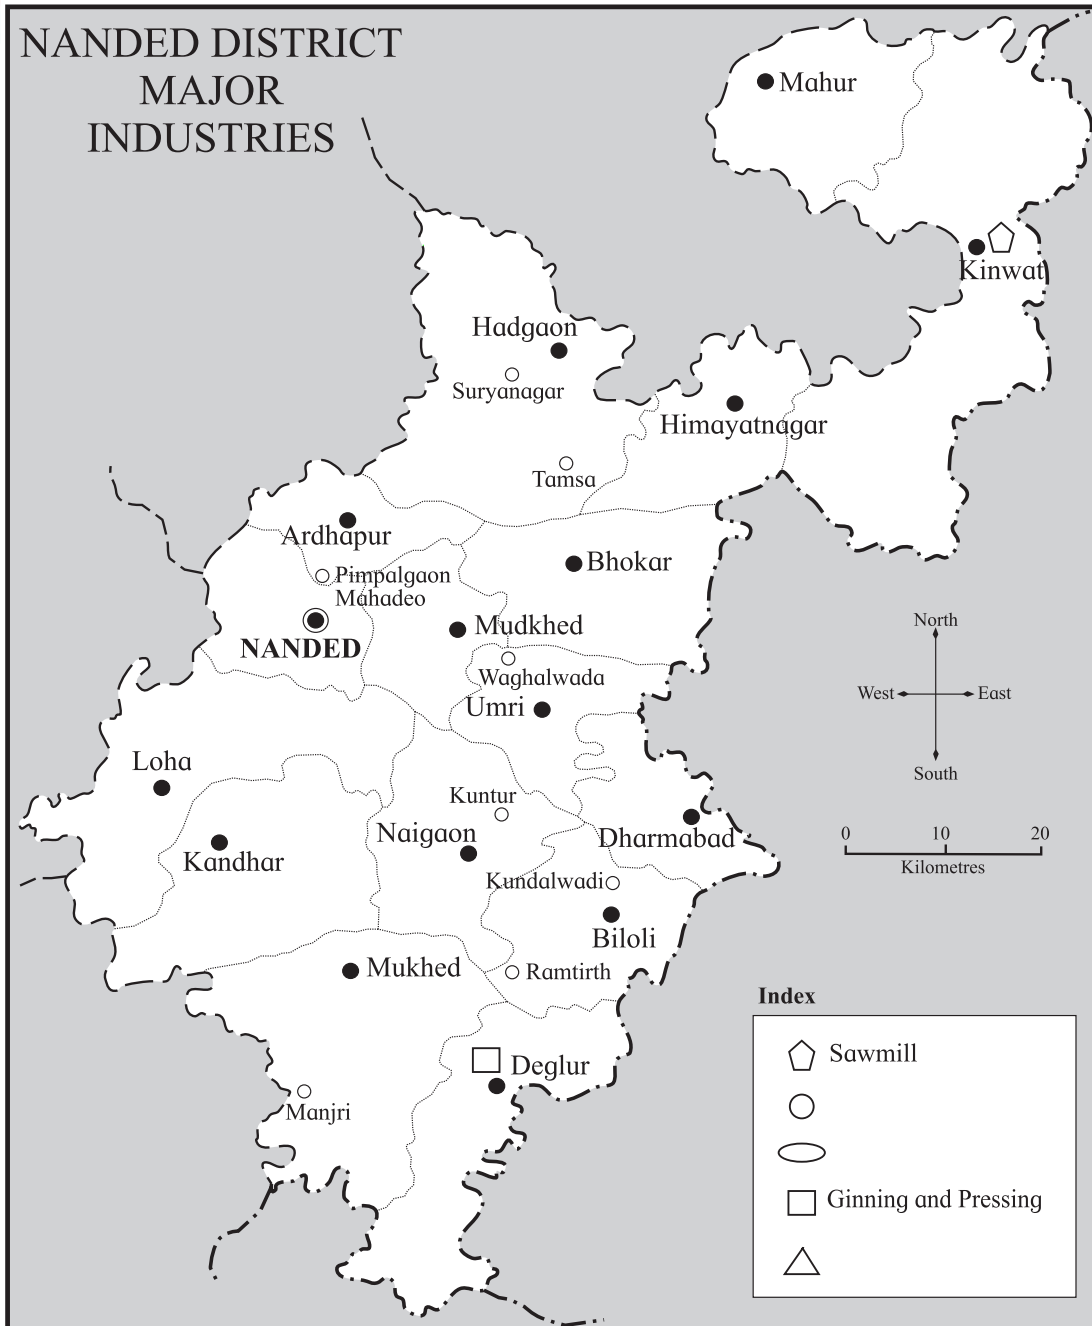 NANDED DISTRICT
MAJOR
INDUSTRIES
Mahur
Kinwat
Hadgaon
Suryanagar
Himayatnagar
Tamsa
Ardhapur
Bhokar
Pimpalgaon
Mahadeo
Mudkhed
NANDED
Waghalwada
Umri
North
West
East
South
Loha
Kuntur
Naigaon
Dharmabad
Kandhar
0 10 20
Kilometres
Kundalwadi
Biloli
Mukhed
Ramtirth
Deglur
Manjri
Index
Sawmill
Ginning and Pressing